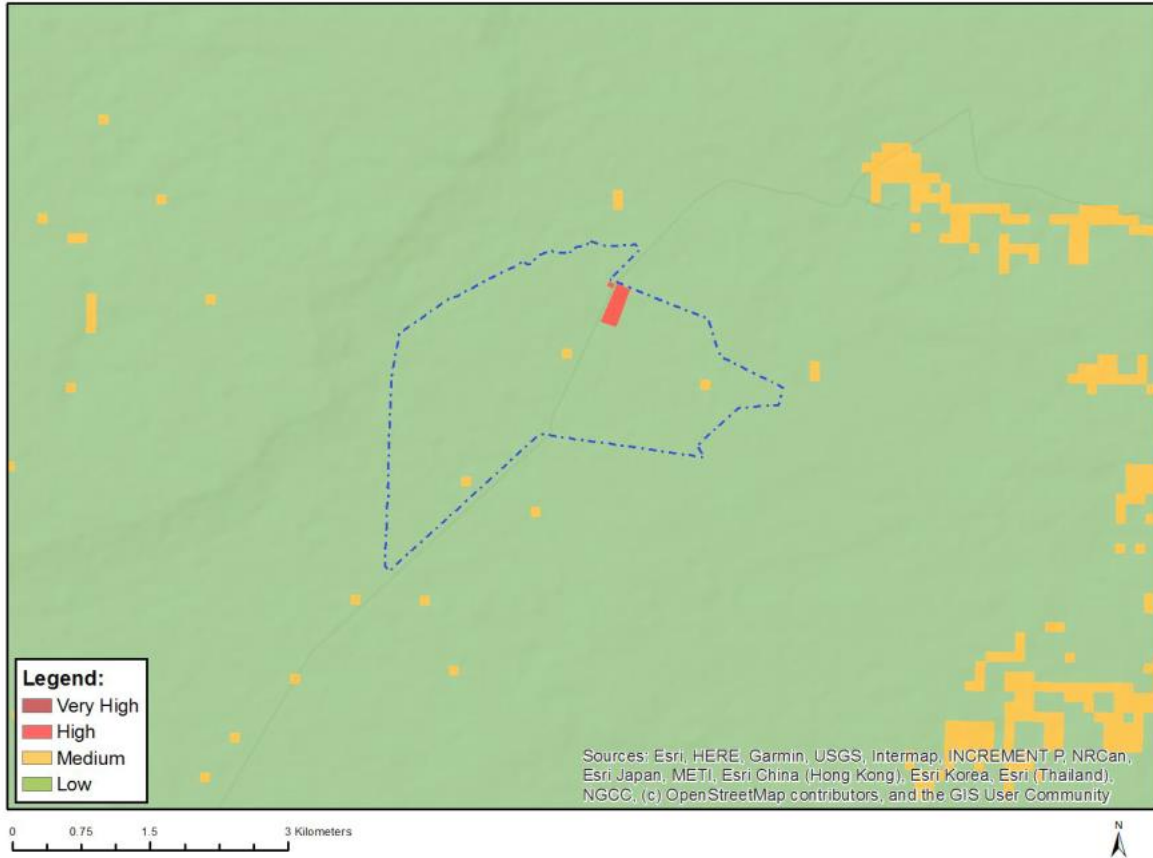 Legend:
Very High
High
Medium
Low
Sources: Esri, HERE, Garmin, USGS, Intermap, INCREMENT P, NRCan,
Esri Japan, METI, Esri China (Hong Kong), Esri Korea, Esri (Thailand),
NGCC, (c) OpenStreetMap contributors, and the GIS User Community
0 0.75 1.5 3 Kilometers
N